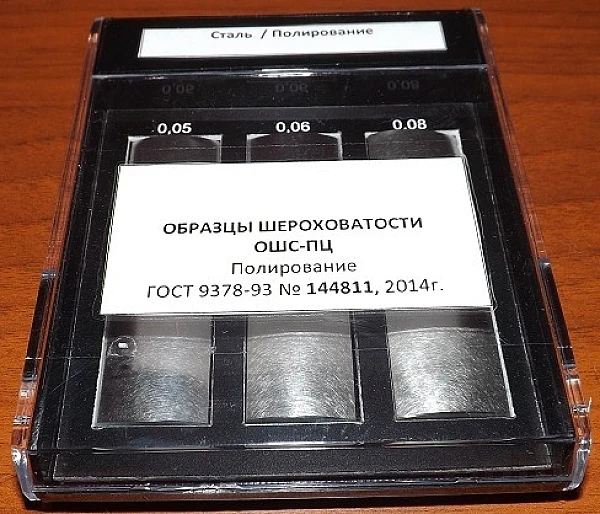 Сталь / Полирование
0,05 0,06 0.08
ОБРАЗЦЫ ШЕРОХОВАТОСТИ
ОШС-ПЦ
Полирование
ГОСТ 9378-93 № 144811, 2014г.